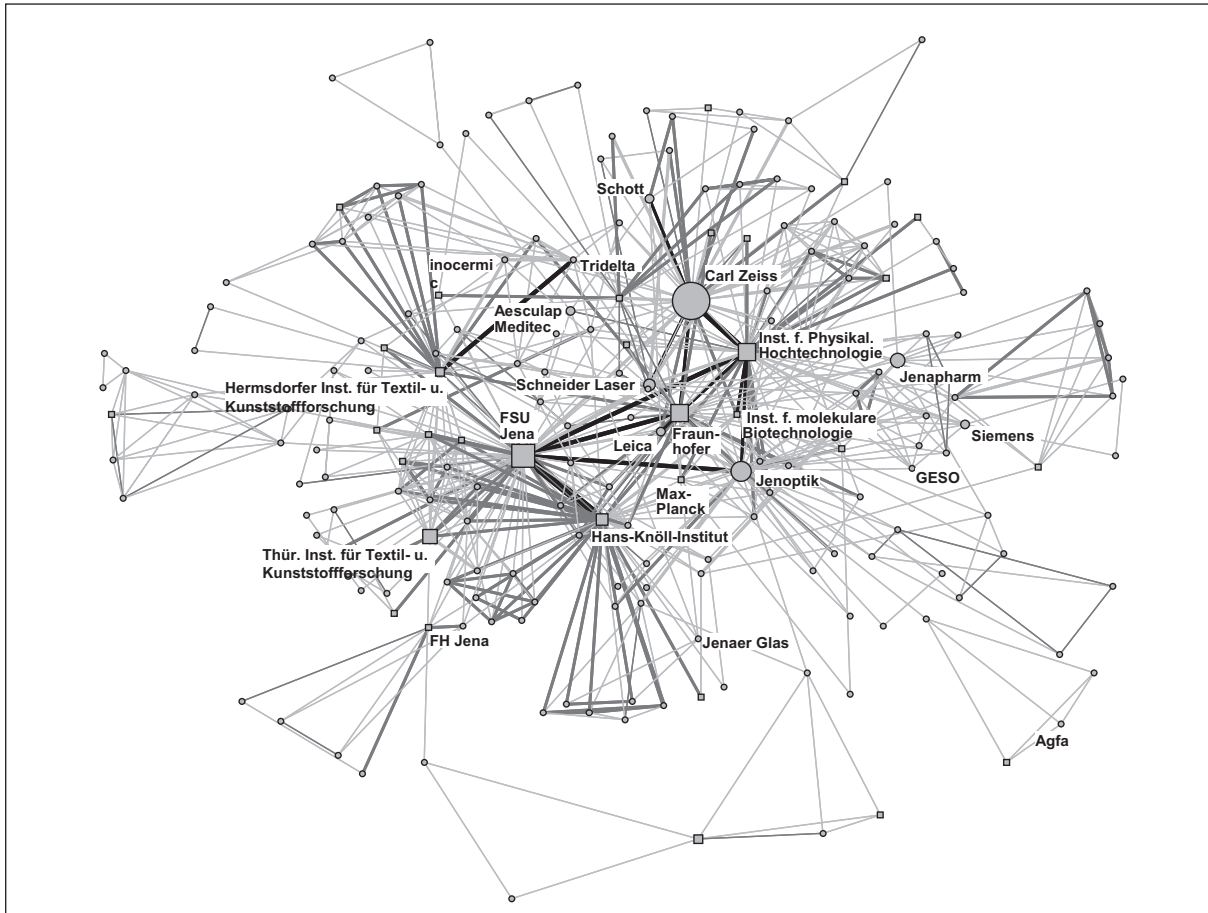 Schott
inocermi
c
Tridelta
Carl Zeiss
Aesculap
Meditec
Inst. f. Physikal.
Hochtechnologie
Jenapharm
Schneider Laser
Hermsdorfer Inst. für Textil- u.
Kunststoffforschung
FSU
Jena
Leica
Fraun-
hofer
Inst. f. molekulare
Biotechnologie
Siemens
GESO
Jenoptik
Max-
Planck
Hans-Knöll-Institut
Thür. Inst. für Textil- u.
Kunststoffforschung
FH Jena
Jenaer Glas
Agfa